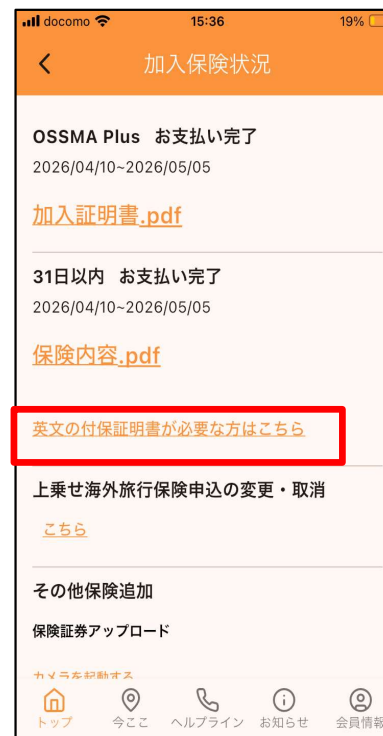 docomo 15:36 19%
加入保険状況
OSSMA Plus お支払い完了
2026/04/10~2026/05/05
加入証明書.pdf
31日以内 お支払い完了
2026/04/10~2026/05/05
保険内容.pdf
英文の付保証明書が必要な方はこちら
上乗せ海外旅行保険申込の変更・取消
こちら
その他保険追加
保険証券アップロード
カメラを起動する
トップ 今ここ ヘルプライン お知らせ 会員情報